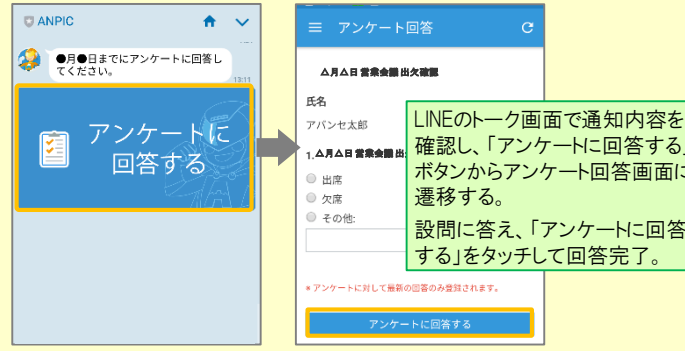 ANPIC
●月●日までにアンケートに回答し
てください。
13:11
アンケートに
回答する
アンケート回答
△月△日 営業会議 出欠確認
氏名
アバンセ太郎
1.△月△日 営業会議 出
出席
欠席
その他:
* アンケートに対して最新の回答のみ登録されます。
アンケートに回答する
LINEのトーク画面で通知内容を
確認し、「アンケートに回答する」
ボタンからアンケート回答画面に
遷移する。
設問に答え、「アンケートに回答
する」をタッチして回答完了。